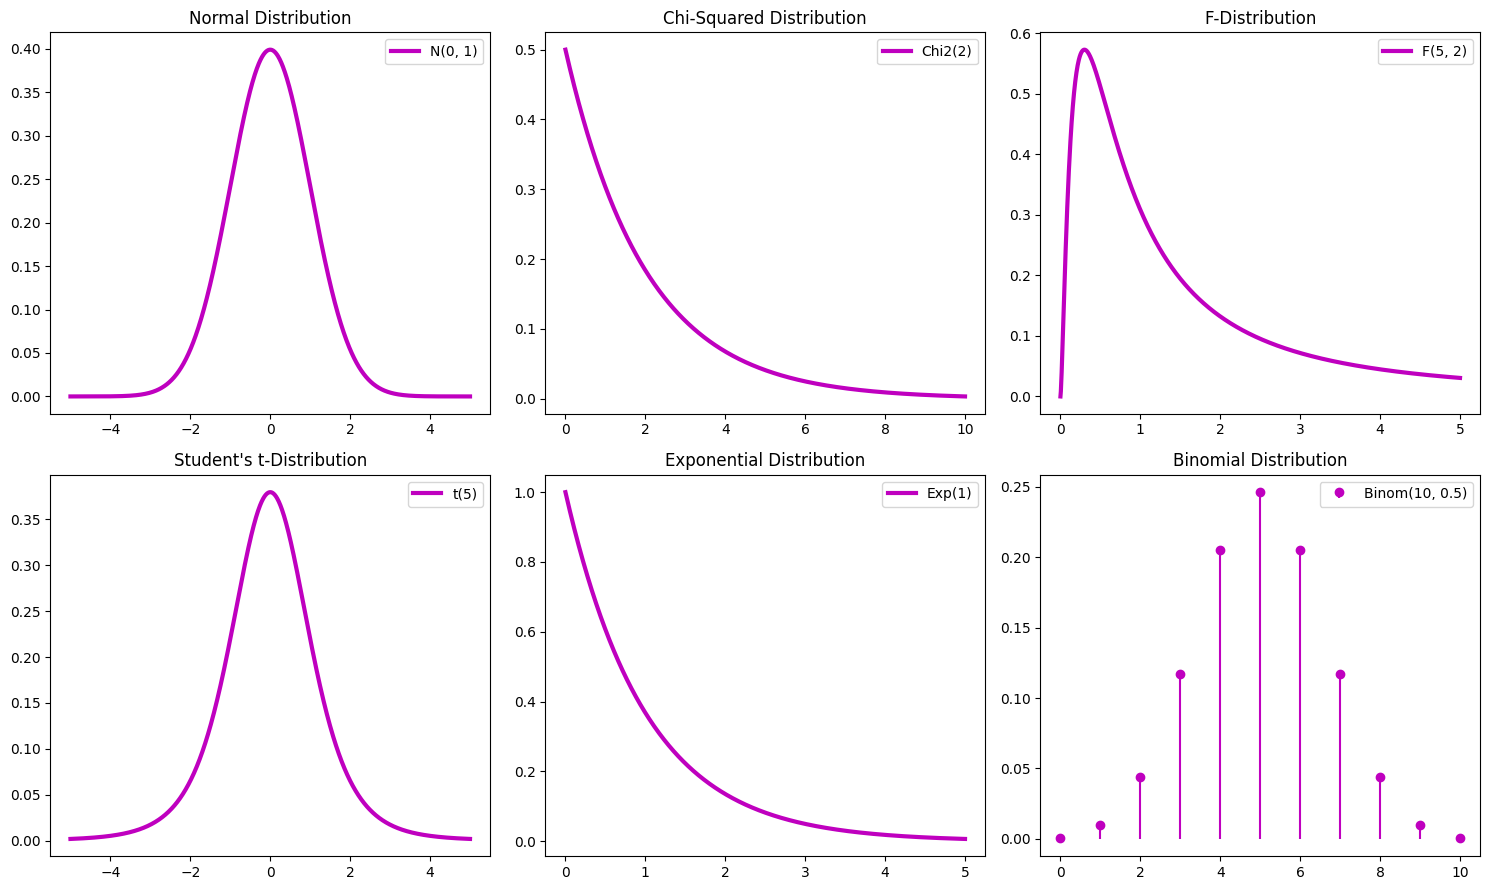 Normal Distribution
N(0, 1)
0.40
0.35
0.30
0.25
0.20
0.15
0.10
0.05
0.00
−4 −2 0 2 4
Chi-Squared Distribution
Chi2(2)
0.5
0.4
0.3
0.2
0.1
0.0
0 2 4 6 8 10
F-Distribution
F(5, 2)
0.6
0.5
0.4
0.3
0.2
0.1
0.0
0 1 2 3 4 5
Student's t-Distribution
t(5)
0.35
0.30
0.25
0.20
0.15
0.10
0.05
0.00
−4 −2 0 2 4
Exponential Distribution
Exp(1)
1.0
0.8
0.6
0.4
0.2
0.0
0 1 2 3 4 5
Binomial Distribution
Binom(10, 0.5)
0.25
0.20
0.15
0.10
0.05
0.00
0 2 4 6 8 10